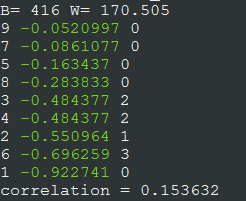 B= 416 W= 170.505
9 -0.0520997 0
7 -0.0861077 0
5 -0.163437 0
8 -0.283833 0
3 -0.484377 2
4 -0.484377 2
2 -0.550964 1
6 -0.696259 3
1 -0.922741 0
correlation = 0.153632